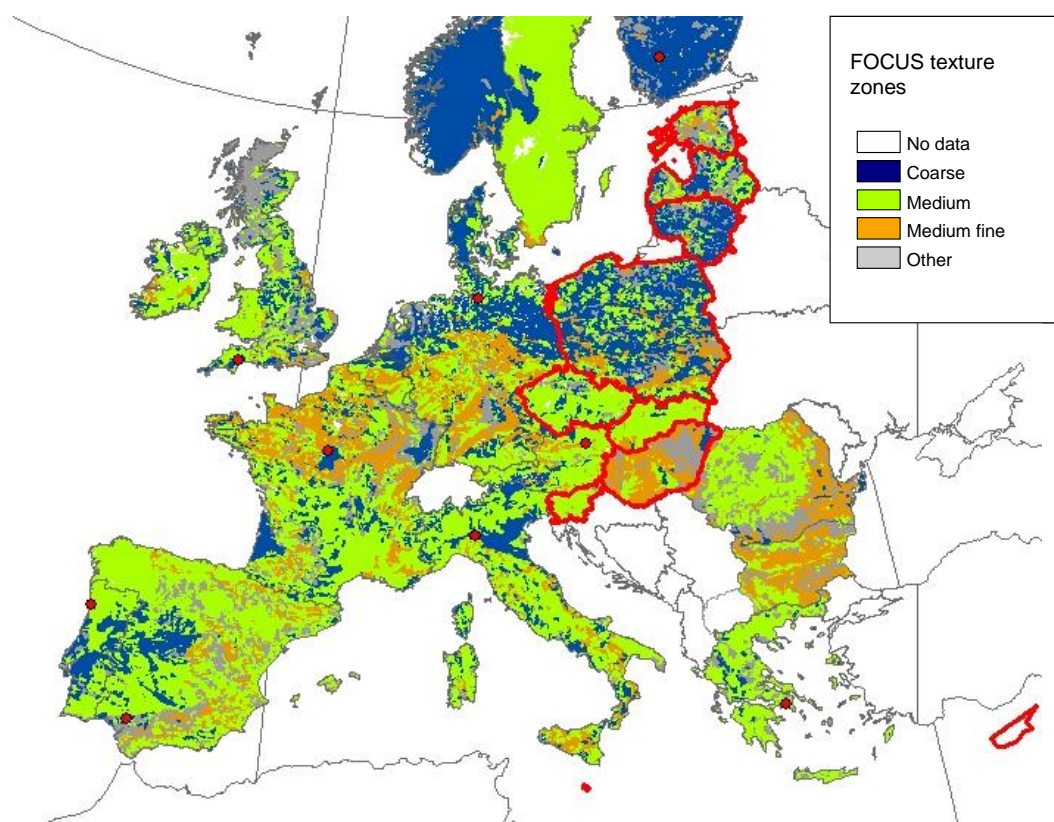 FOCUS texture
zones
No data
Coarse
Medium
Medium fine
Other